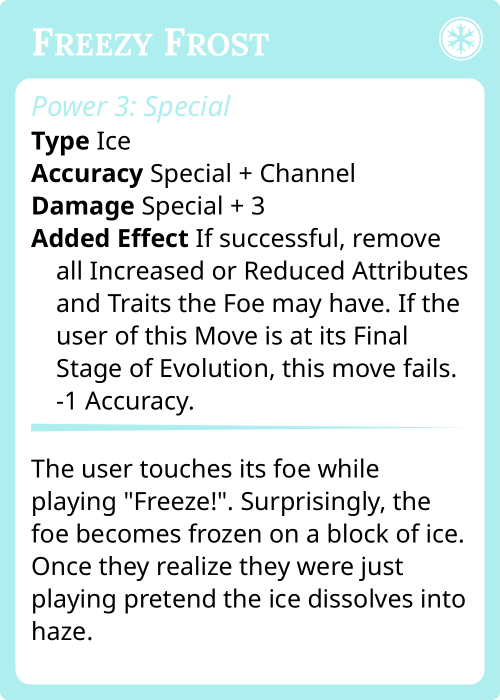 Freezy Frost
Power 3: Special
Type Ice
Accuracy Special + Channel
Damage Special + 3
Added Effect If successful, remove
all Increased or Reduced Attributes
and Traits the Foe may have. If the
user of this Move is at its Final
Stage of Evolution, this move fails.
-1 Accuracy.
The user touches its foe while
playing "Freeze!". Surprisingly, the
foe becomes frozen on a block of ice.
Once they realize they were just
playing pretend the ice dissolves into
haze.